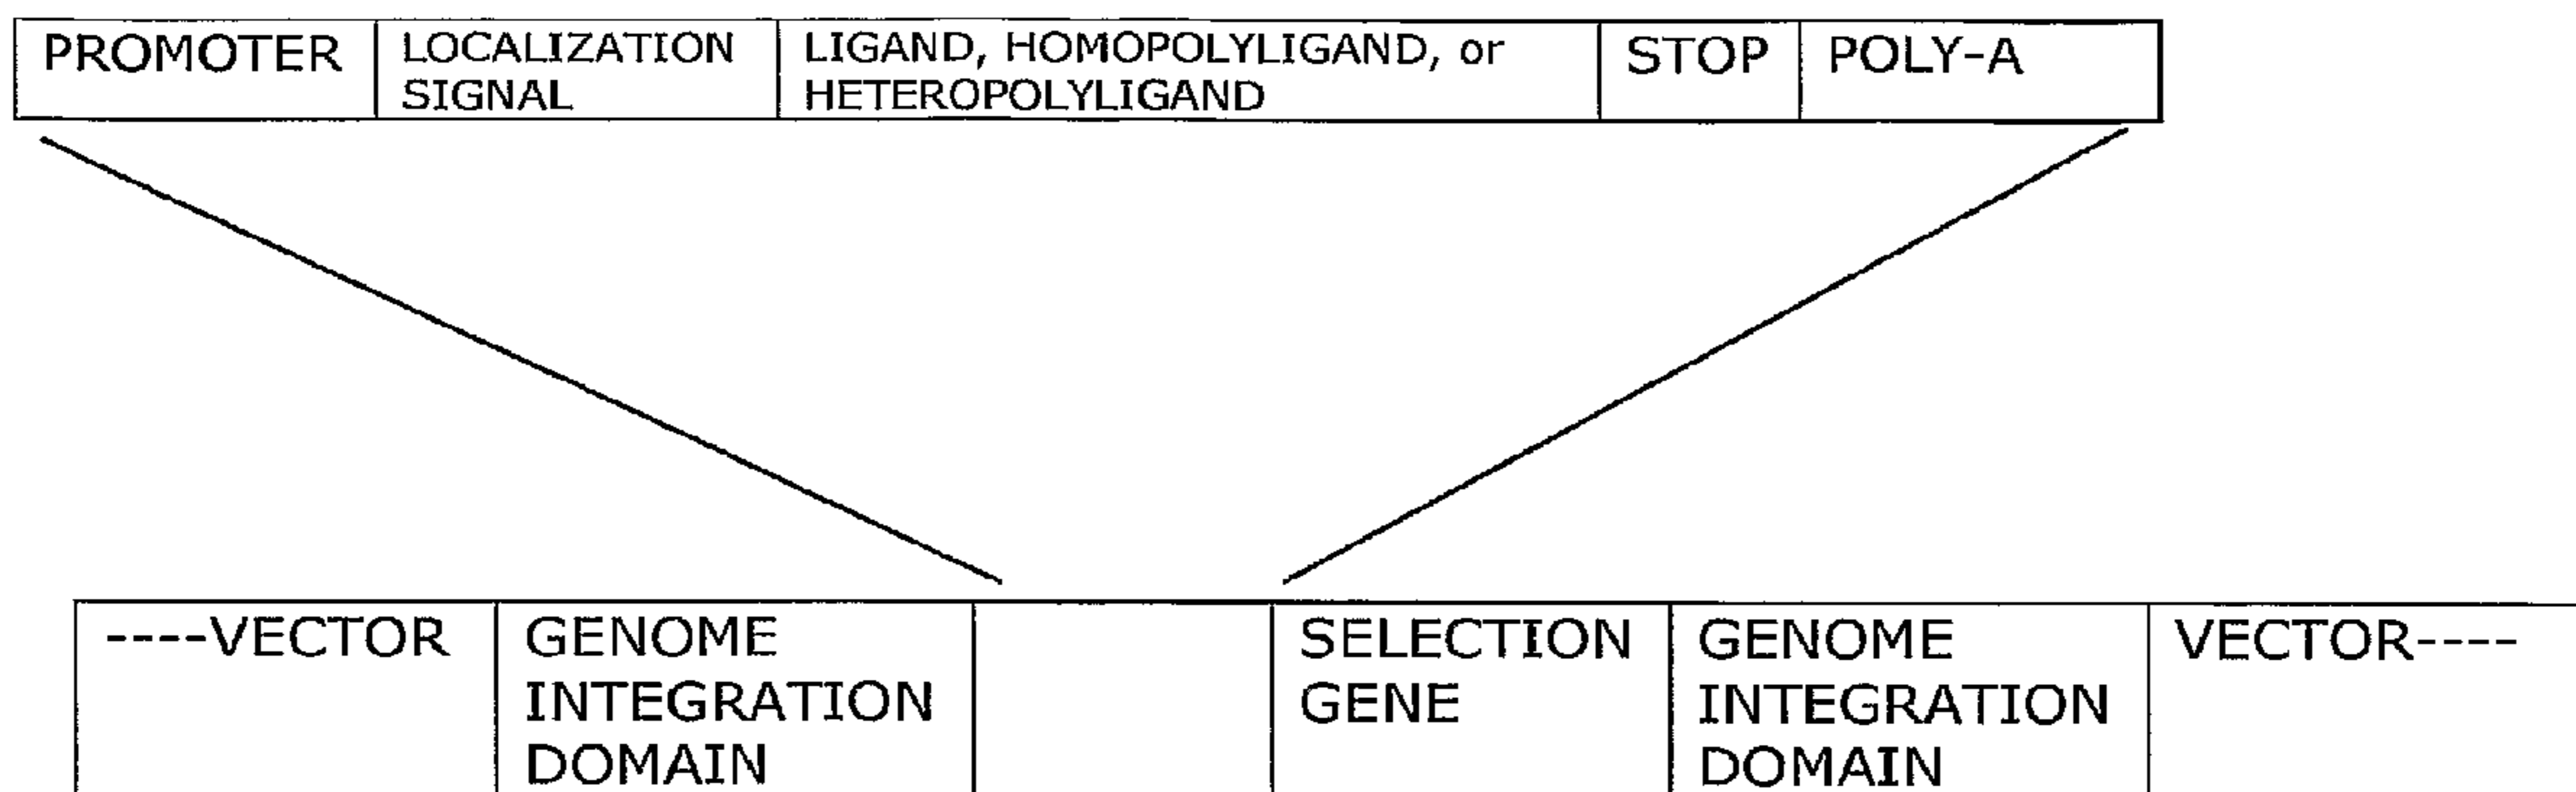 PROMOTER
LOCALIZATION
SIGNAL
LIGAND, HOMOPOLYLIGAND, or
HETEROPOLYLIGAND
STOP
POLY-A
----VECTOR
GENOME
INTEGRATION
DOMAIN
SELECTION
GENE
GENOME
INTEGRATION
DOMAIN
VECTOR----